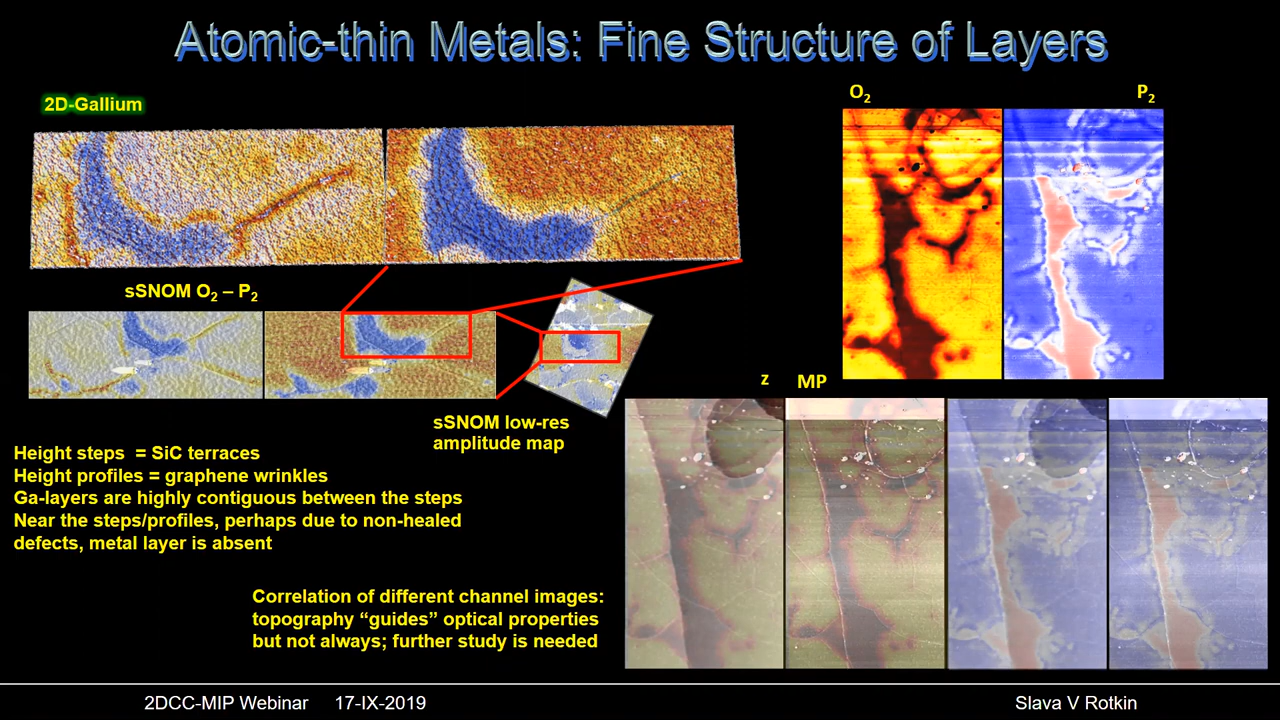 Atomic-thin Metals: Fine Structure of Layers
2D-Gallium
O₂
P₂
sSNOM O₂ – P₂
z
MP
sSNOM low-res
amplitude map
Height steps = SiC terraces
Height profiles = graphene wrinkles
Ga-layers are highly contiguous between the steps
Near the steps/profiles, perhaps due to non-healed
defects, metal layer is absent
Correlation of different channel images:
topography “guides” optical properties
but not always; further study is needed
2DCC-MIP Webinar 17-IX-2019
Slava V Rotkin